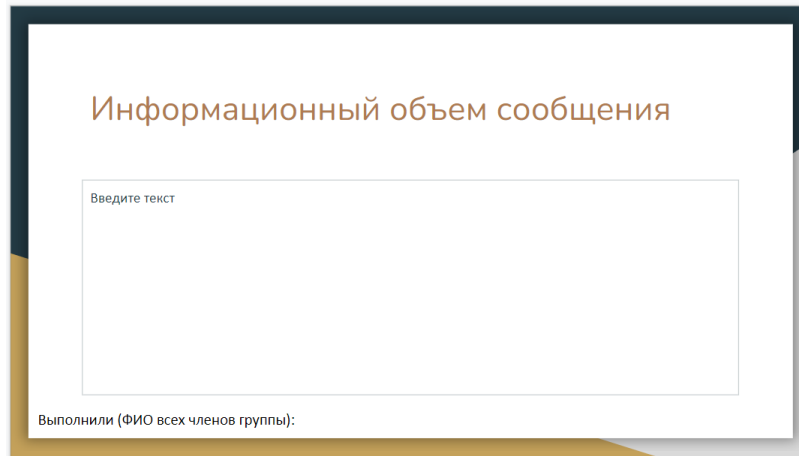 Информационный объем сообщения
Введите текст
Выполнили (ФИО всех членов группы):